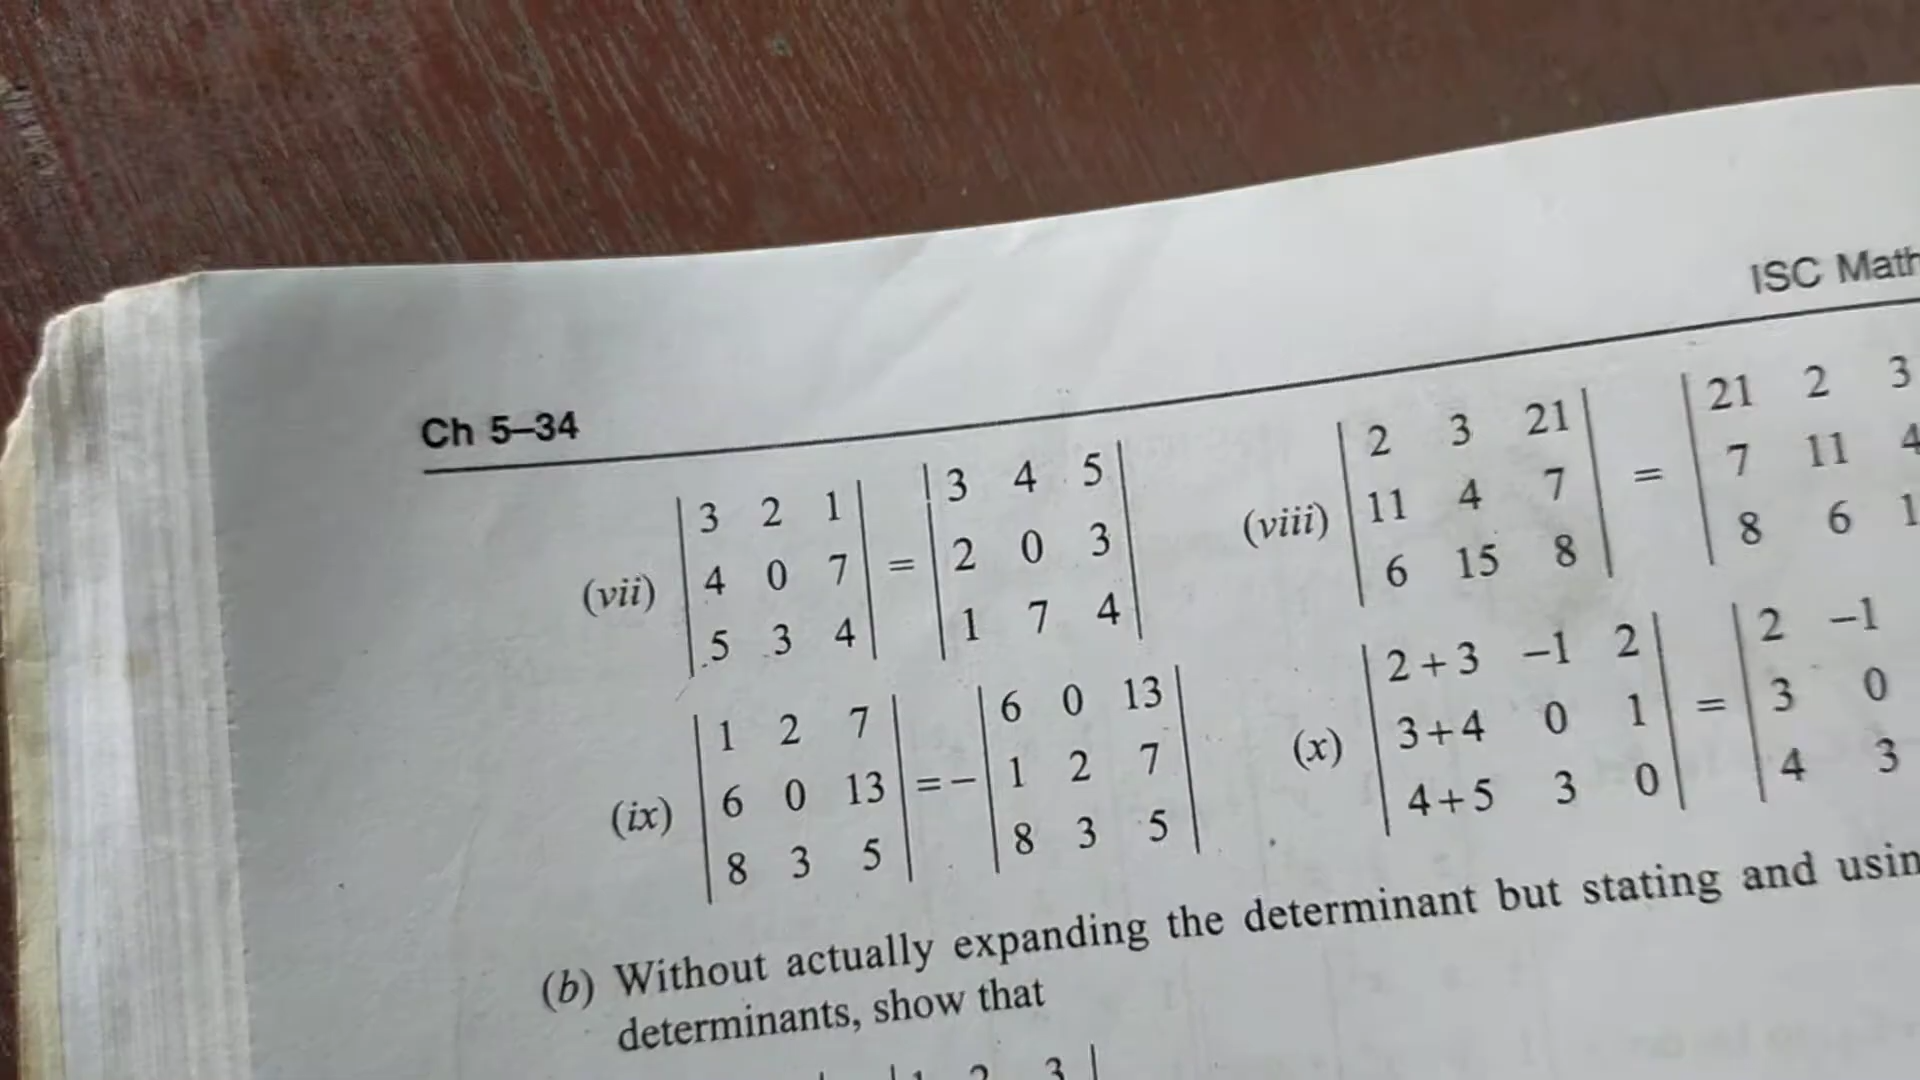 ISC Math
Ch 5–34
(vii) | 3 2 1 | = | 3 4 5 |
| 4 0 7 | | 2 0 3 |
| 5 3 4 | | 1 7 4 |
(viii) | 2 3 21 | = | 21 2 3
| 11 4 7 | | 7 11 4
| 6 15 8 | | 8 6 1
(ix) | 1 2 7 | = – | 6 0 13 |
| 6 0 13 | | 1 2 7 |
| 8 3 5 | | 8 3 5 |
(x) | 2+3 –1 2 | = | 2 –1
| 3+4 0 1 | | 3 0
| 4+5 3 0 | | 4 3
(b) Without actually expanding the determinant but stating and usin
determinants, show that